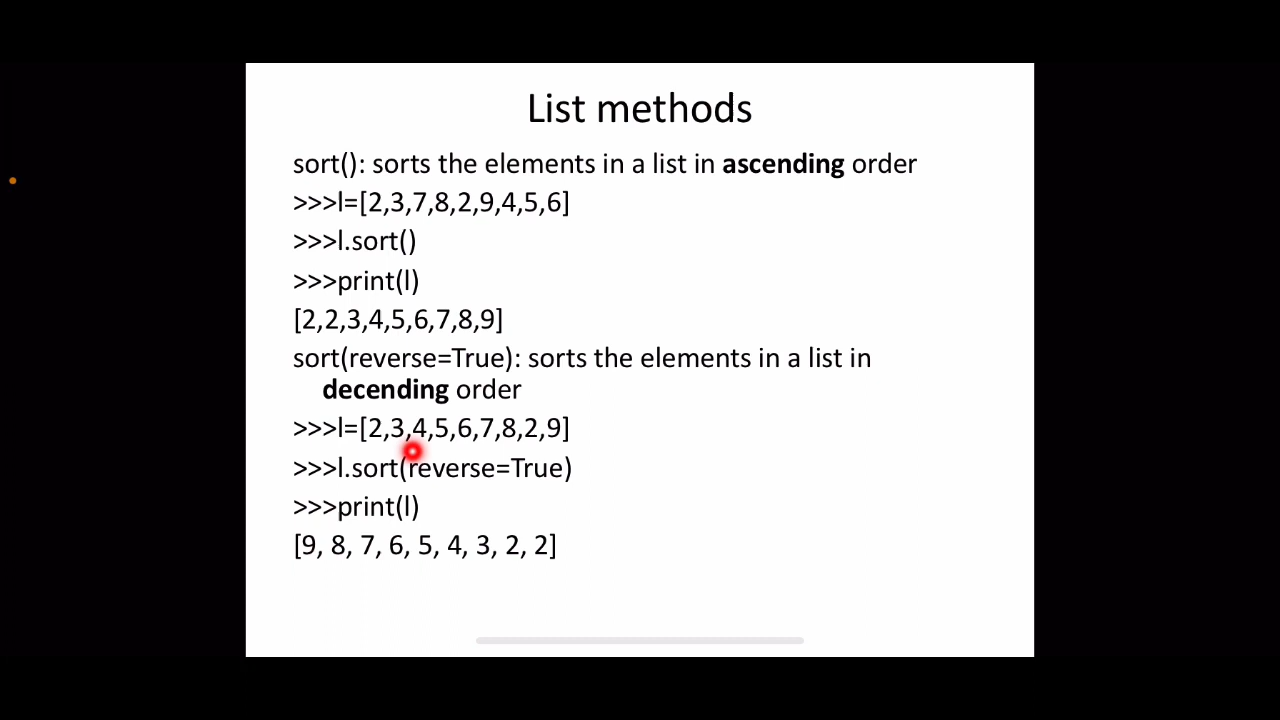 List methods
sort(): sorts the elements in a list in ascending order
>>>l=[2,3,7,8,2,9,4,5,6]
>>>l.sort()
>>>print(l)
[2,2,3,4,5,6,7,8,9]
sort(reverse=True): sorts the elements in a list in
decending order
>>>l=[2,3,4,5,6,7,8,2,9]
>>>l.sort(reverse=True)
>>>print(l)
[9, 8, 7, 6, 5, 4, 3, 2, 2]